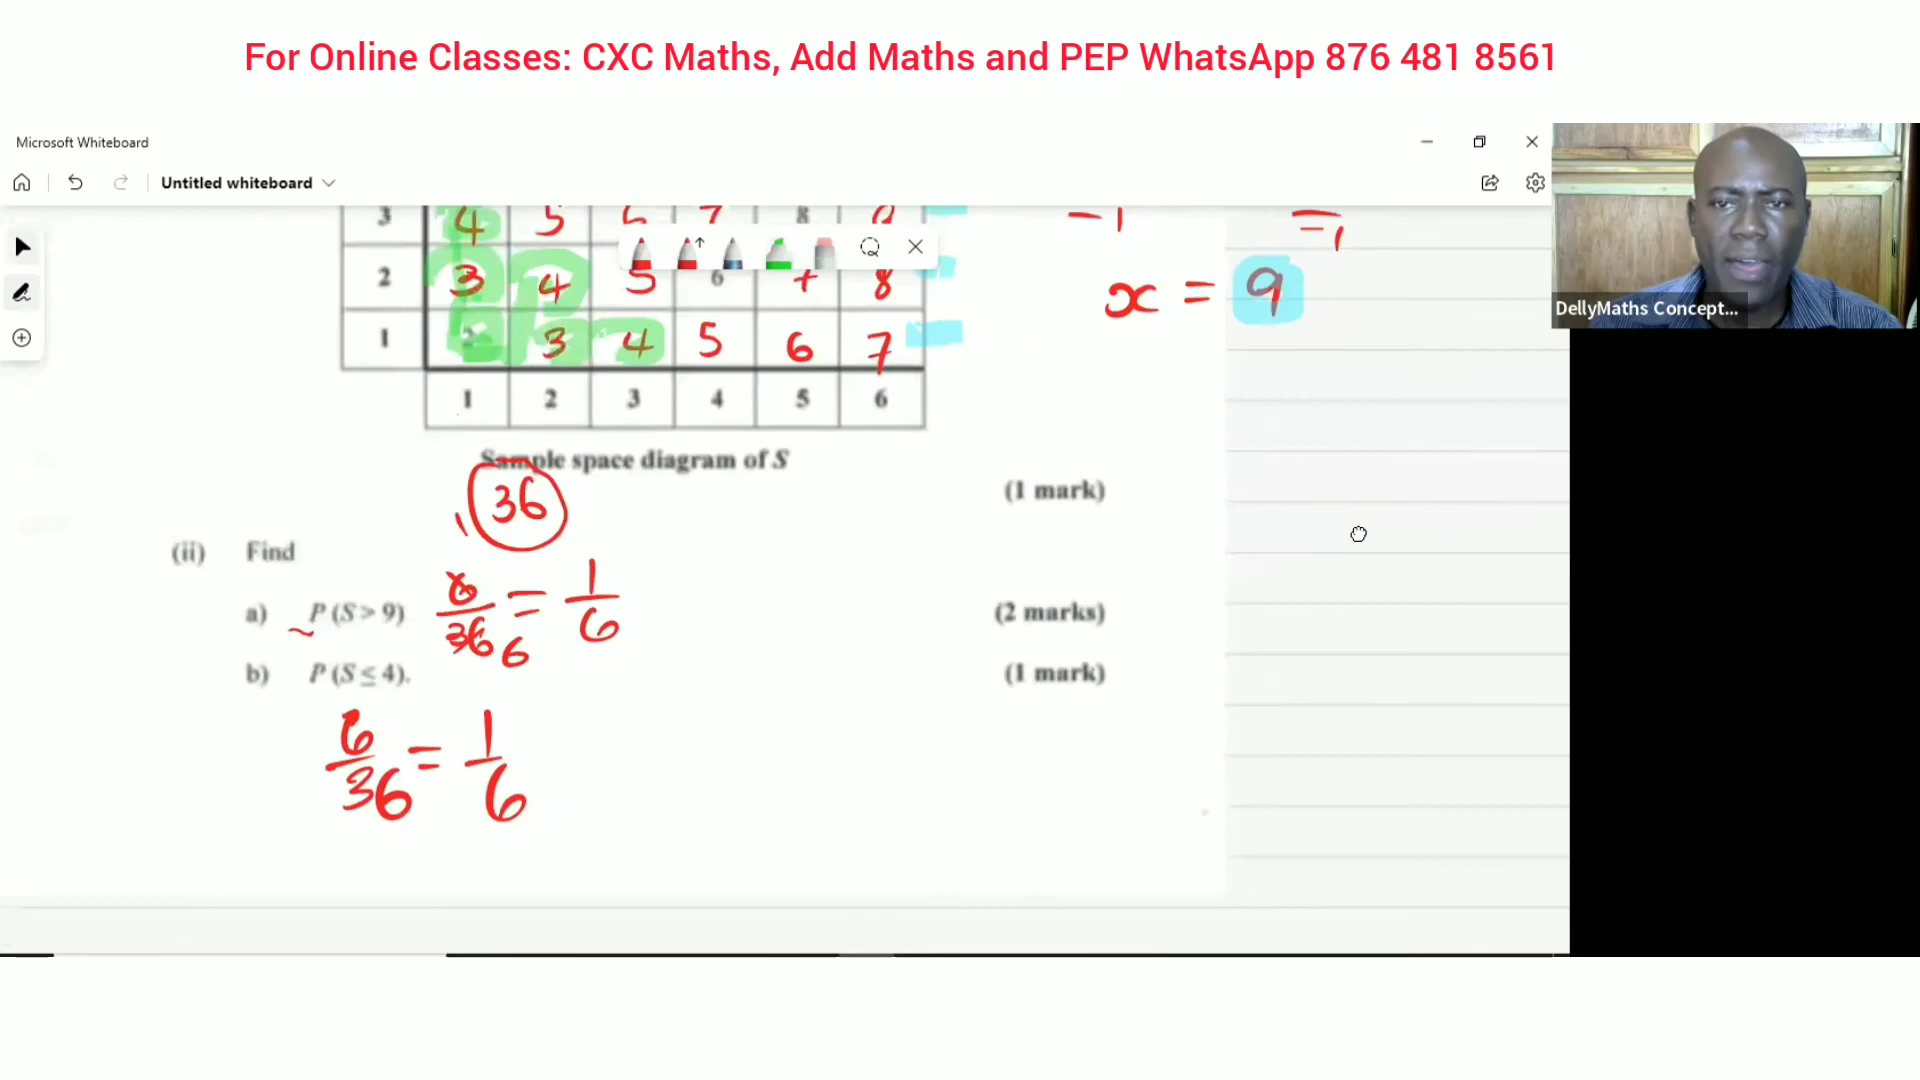 For Online Classes: CXC Maths, Add Maths and PEP WhatsApp 876 481 8561
Microsoft Whiteboard
Untitled whiteboard
3 4 5 6 7 8 9 -1 -1
2 3 4 5 6 7 8 x = 9
DellyMaths Concept...
1 2 3 4 5 6 7
1 2 3 4 5 6
Sample space diagram of S
36 (1 mark)
(ii) Find
a) P (S > 9) 6/36 6 = 1/6 (2 marks)
b) P (S ≤ 4). (1 mark)
6/36 = 1/6